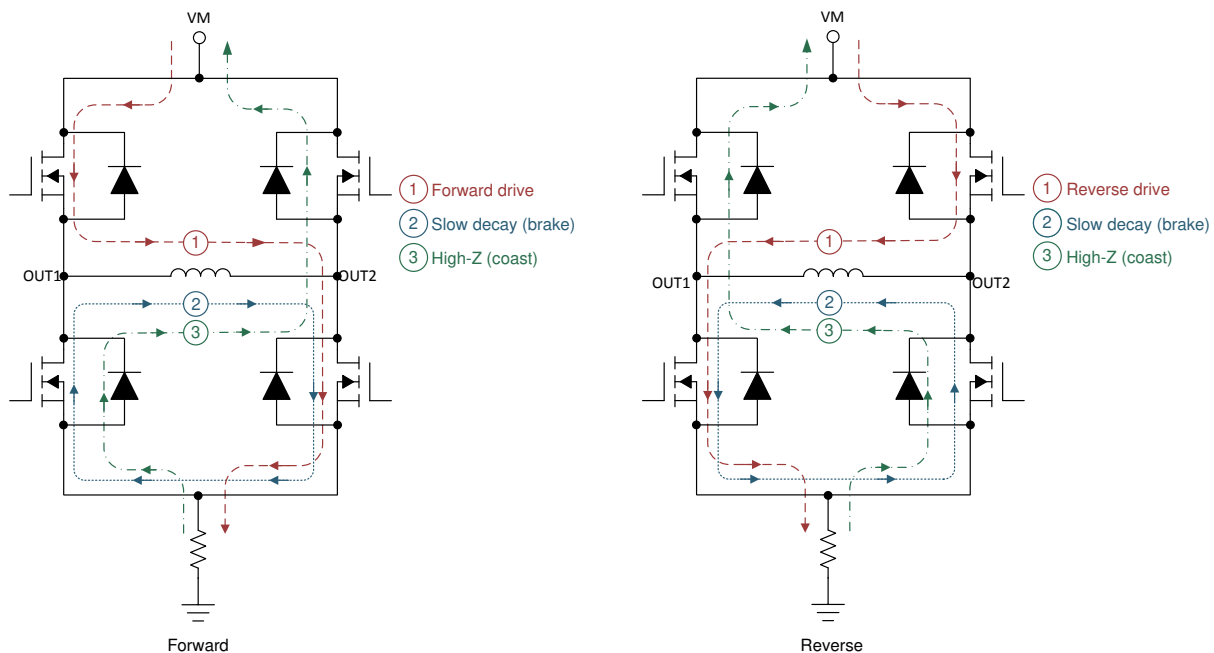 VM
1 Forward drive
2 Slow decay (brake)
3 High-Z (coast)
1
OUT1
OUT2
2
3
Forward
VM
1 Reverse drive
2 Slow decay (brake)
3 High-Z (coast)
1
OUT1
OUT2
2
3
Reverse